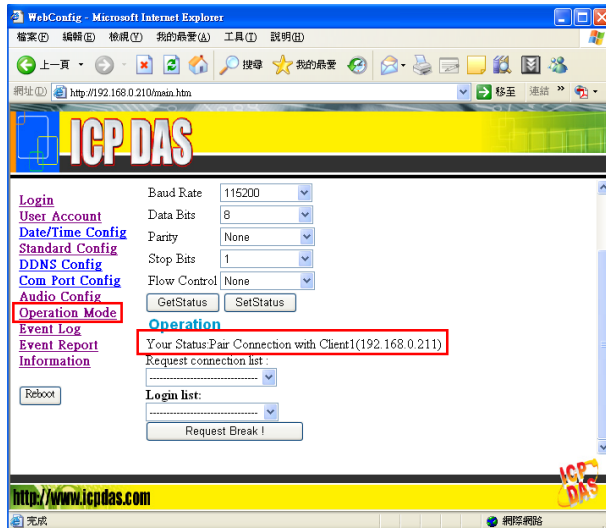 WebConfig - Microsoft Internet Explorer
檔案(F) 編輯(E) 檢視(V) 我的最愛(A) 工具(T) 說明(H)
上一頁 搜尋 我的最愛
網址(D) http://192.168.0.210/main.htm 移至 連結 »
ICP DAS
Login
User Account
Date/Time Config
Standard Config
DDNS Config
Com Port Config
Audio Config
Operation Mode
Event Log
Event Report
Information
Reboot
Baud Rate 115200
Data Bits 8
Parity None
Stop Bits 1
Flow Control None
GetStatus SetStatus
Operation
Your Status:Pair Connection with Client1(192.168.0.211)
Request connection list :
--------------------------------
Login list:
--------------------------------
Request Break !
http://www.icpdas.com
ICP DAS
完成 網際網路